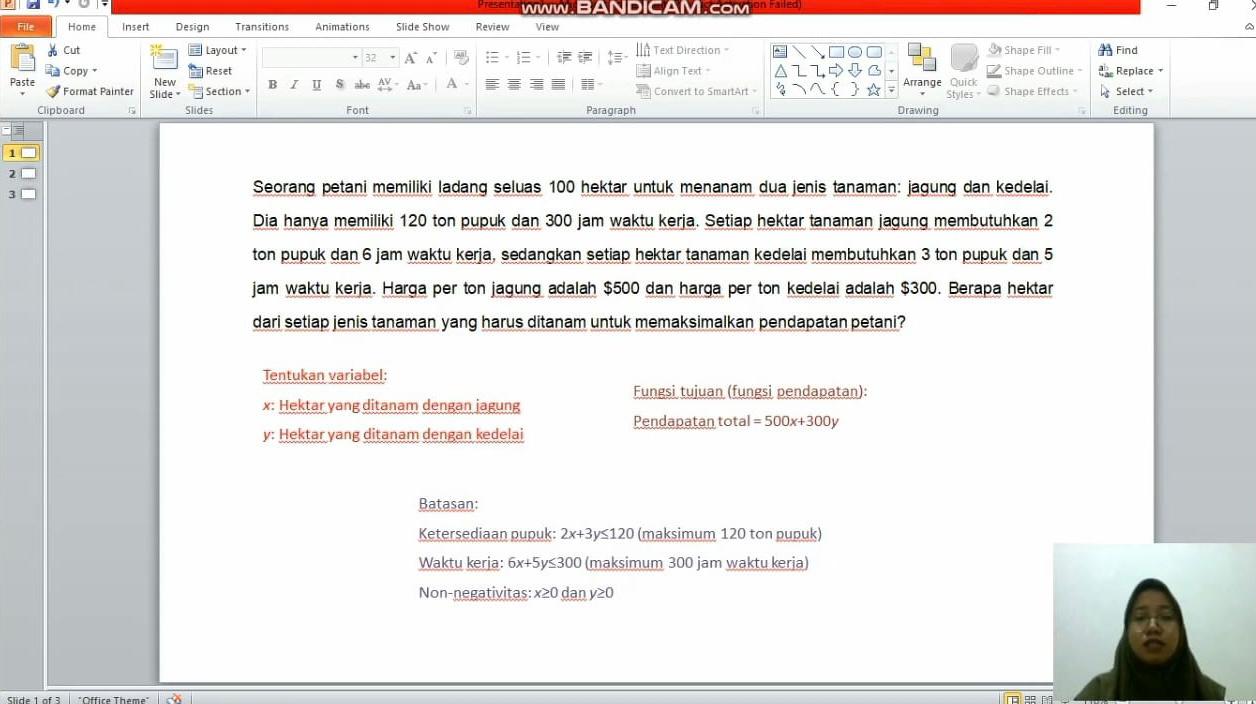 Presentat
www.BANDICAM.com
on Failed)
File Home Insert Design Transitions Animations Slide Show Review View
Paste
Cut
Copy
Format Painter
Clipboard
New Slide
Layout
Reset
Section
Slides
32
B I U S abc AV Aa A
Font
Text Direction
Align Text
Convert to SmartArt
Paragraph
Arrange
Quick Styles
Shape Fill
Shape Outline
Shape Effects
Drawing
Find
Replace
Select
Editing
1
2
3
Seorang petani memiliki ladang seluas 100 hektar untuk menanam dua jenis tanaman: jagung dan kedelai.
Dia hanya memiliki 120 ton pupuk dan 300 jam waktu kerja. Setiap hektar tanaman jagung membutuhkan 2
ton pupuk dan 6 jam waktu kerja, sedangkan setiap hektar tanaman kedelai membutuhkan 3 ton pupuk dan 5
jam waktu kerja. Harga per ton jagung adalah $500 dan harga per ton kedelai adalah $300. Berapa hektar
dari setiap jenis tanaman yang harus ditanam untuk memaksimalkan pendapatan petani?
Tentukan variabel:
x: Hektar yang ditanam dengan jagung
y: Hektar yang ditanam dengan kedelai
Fungsi tujuan (fungsi pendapatan):
Pendapatan total = 500x+300y
Batasan:
Ketersediaan pupuk: 2x+3y≤120 (maksimum 120 ton pupuk)
Waktu kerja: 6x+5y≤300 (maksimum 300 jam waktu kerja)
Non-negativitas: x≥0 dan y≥0
Slide 1 of 3 "Office Theme"